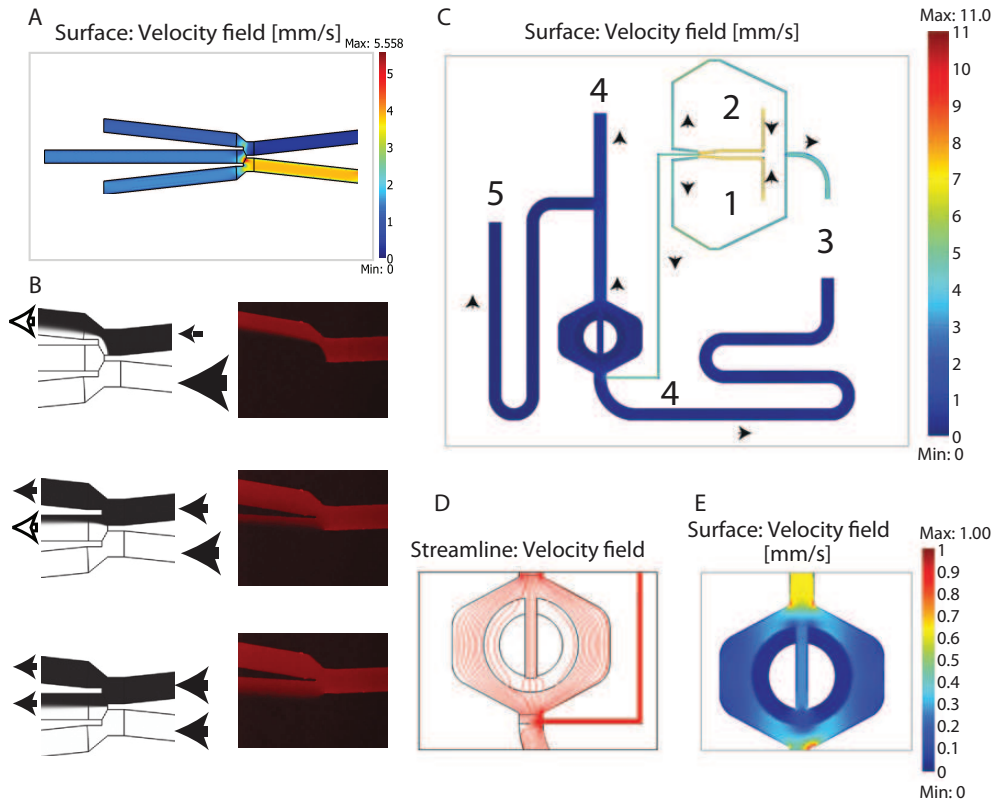 A
Surface: Velocity field [mm/s]
Max: 5.558
5
4
3
2
1
0
Min: 0
B
C
Surface: Velocity field [mm/s]
Max: 11.0
11
10
9
8
7
6
5
4
3
2
1
0
Min: 0
4
2
5
1
3
4
D
Streamline: Velocity field
E
Surface: Velocity field
[mm/s]
Max: 1.00
1
0.9
0.8
0.7
0.6
0.5
0.4
0.3
0.2
0.1
0
Min: 0